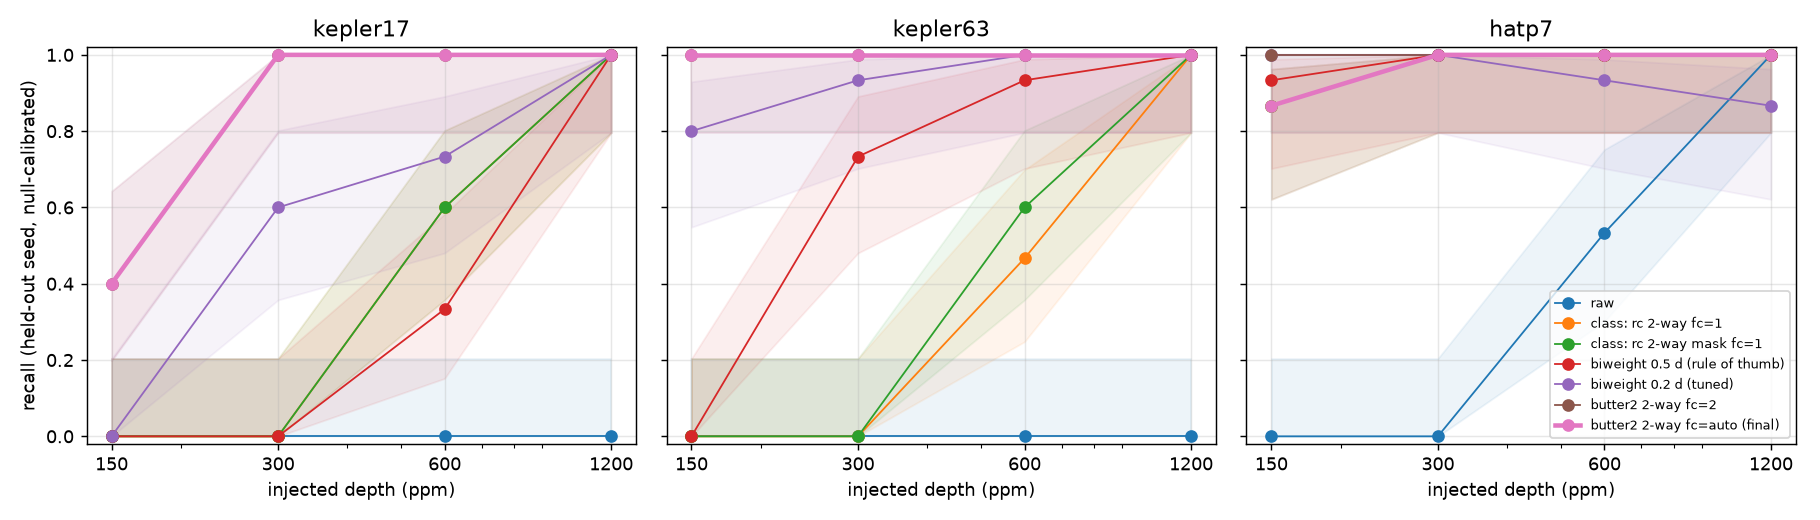 kepler17
kepler63
hatp7
recall (held-out seed, null-calibrated)
1.0
0.8
0.6
0.4
0.2
0.0
150 300 600 1200
150 300 600 1200
150 300 600 1200
injected depth (ppm)
injected depth (ppm)
injected depth (ppm)
raw
class: rc 2-way fc=1
class: rc 2-way mask fc=1
biweight 0.5 d (rule of thumb)
biweight 0.2 d (tuned)
butter2 2-way fc=2
butter2 2-way fc=auto (final)